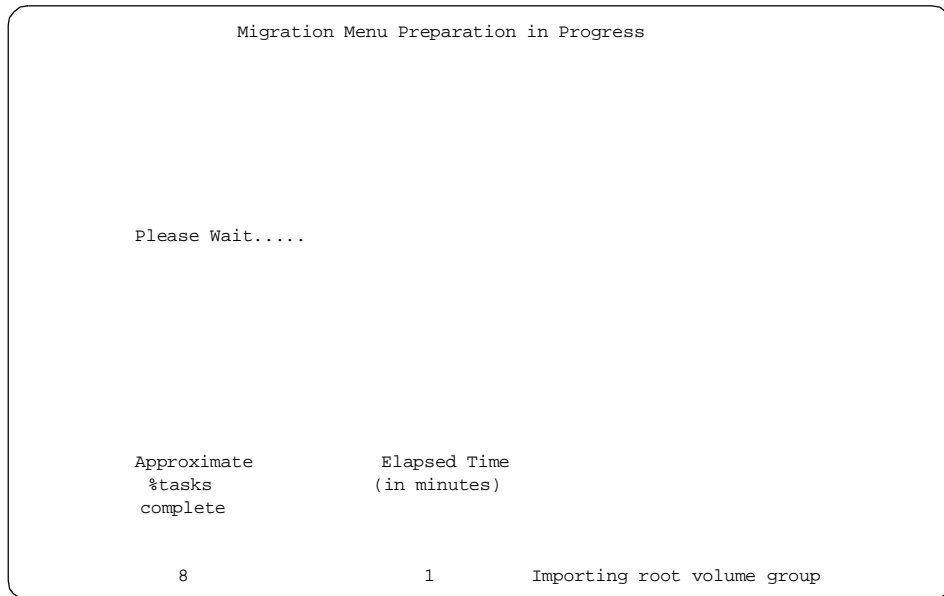 Migration Menu Preparation in Progress
Please Wait.....
Approximate Elapsed Time
%tasks (in minutes)
complete
8 1 Importing root volume group